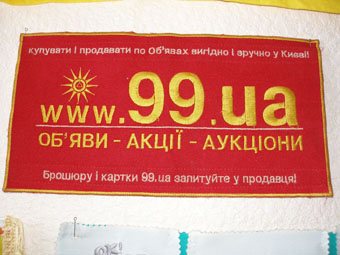 купувати і продавати по Об'явах вигідно і зручно у Києві!
www.99.ua
ОБ'ЯВИ - АКЦІЇ - АУКЦІОНИ
Брошюру і картки 99.ua запитуйте у продавця!